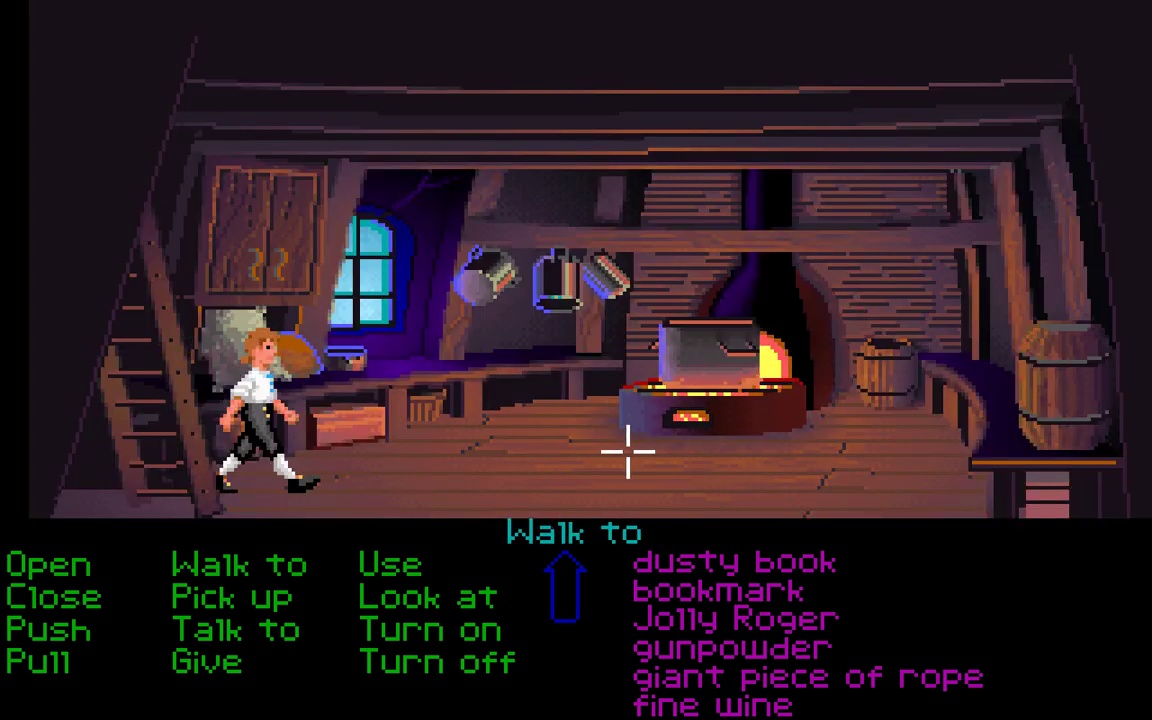 Walk to
Open Walk to Use
Close Pick up Look at
Push Talk to Turn on
Pull Give Turn off
dusty book
bookmark
Jolly Roger
gunpowder
giant piece of rope
fine wine